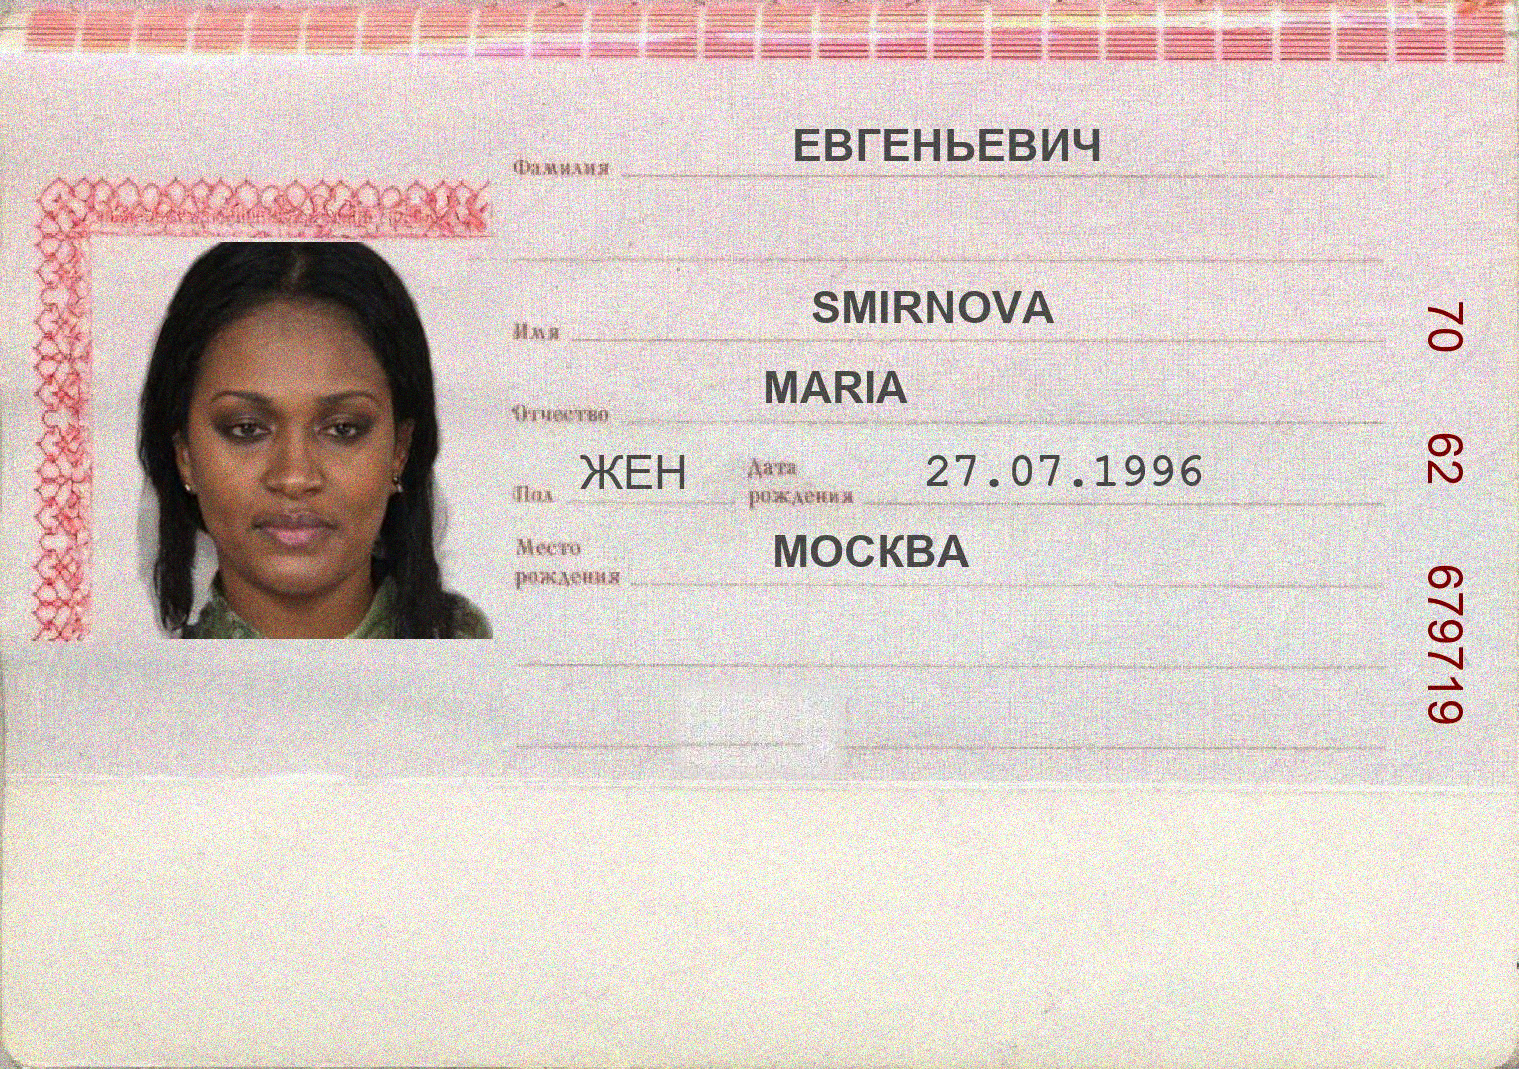 Фамилия ЕВГЕНЬЕВИЧ
Имя SMIRNOVA
Отчество MARIA
Пол ЖЕН Дата рождения 27.07.1996
Место рождения МОСКВА
70 62 679719